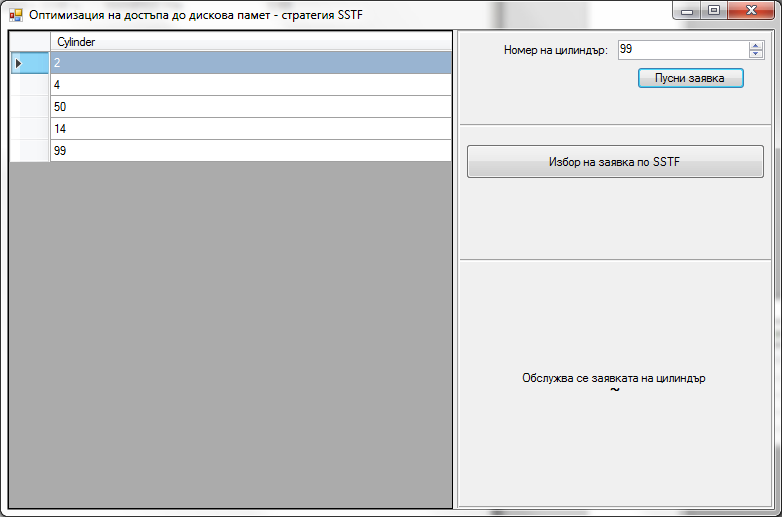 Оптимизация на достъпа до дискова памет - стратегия SSTF
Cylinder
2
4
50
14
99
Номер на цилиндър:
99
Пусни заявка
Избор на заявка по SSTF
Обслужва се заявката на цилиндър
~